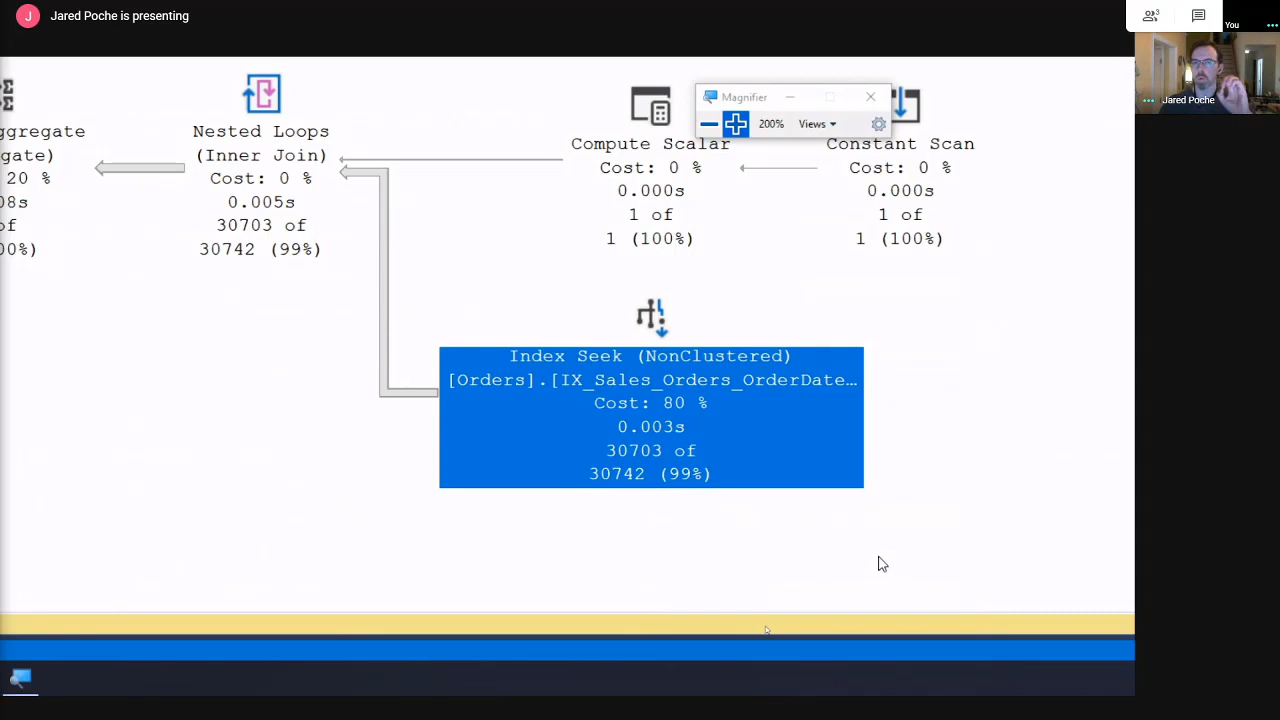 J
Jared Poche is presenting
3
You
Jared Poche
Magnifier
200%
Views
ggregate
gate)
20 %
08s
of
00%)
Nested Loops
(Inner Join)
Cost: 0 %
0.005s
30703 of
30742 (99%)
Compute Scalar
Cost: 0 %
0.000s
1 of
1 (100%)
Constant Scan
Cost: 0 %
0.000s
1 of
1 (100%)
Index Seek (NonClustered)
[Orders].[IX_Sales_Orders_OrderDate…
Cost: 80 %
0.003s
30703 of
30742 (99%)